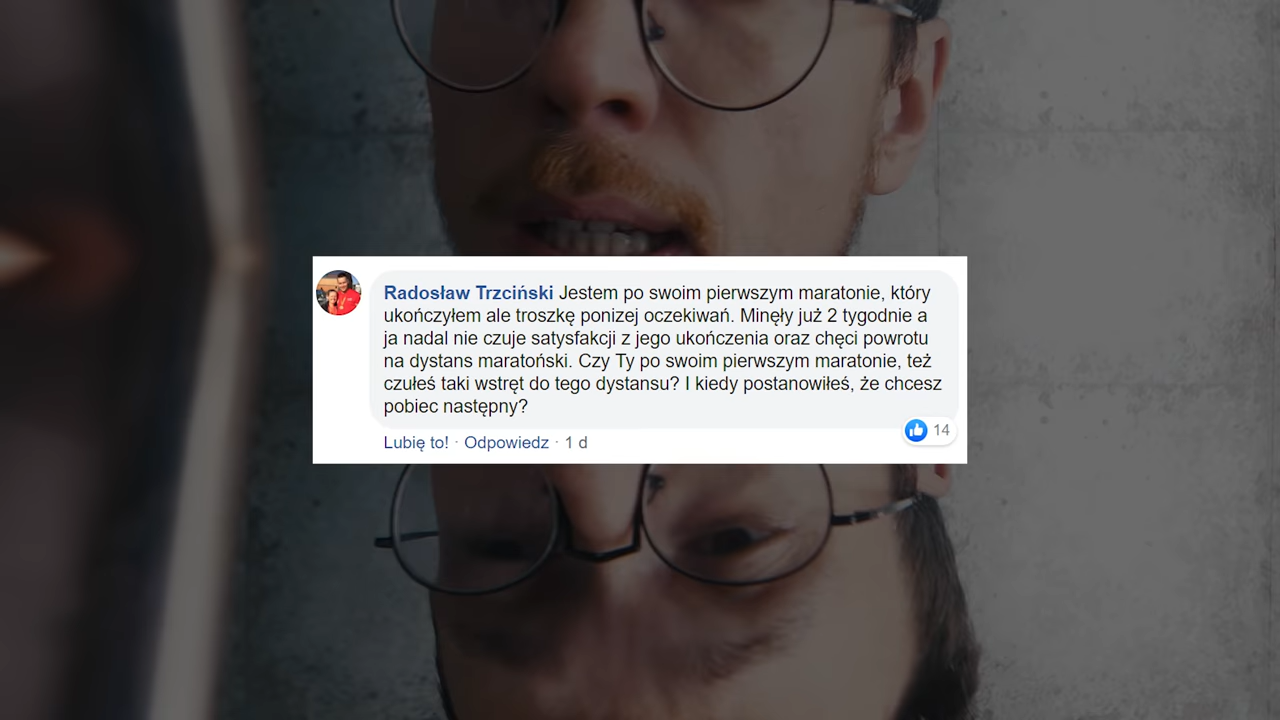 Radosław Trzciński Jestem po swoim pierwszym maratonie, który
ukończyłem ale troszkę ponizej oczekiwań. Minęły już 2 tygodnie a
ja nadal nie czuje satysfakcji z jego ukończenia oraz chęci powrotu
na dystans maratoński. Czy Ty po swoim pierwszym maratonie, też
czułeś taki wstręt do tego dystansu? I kiedy postanowiłeś, że chcesz
pobiec następny?
14
Lubię to! · Odpowiedz · 1 d